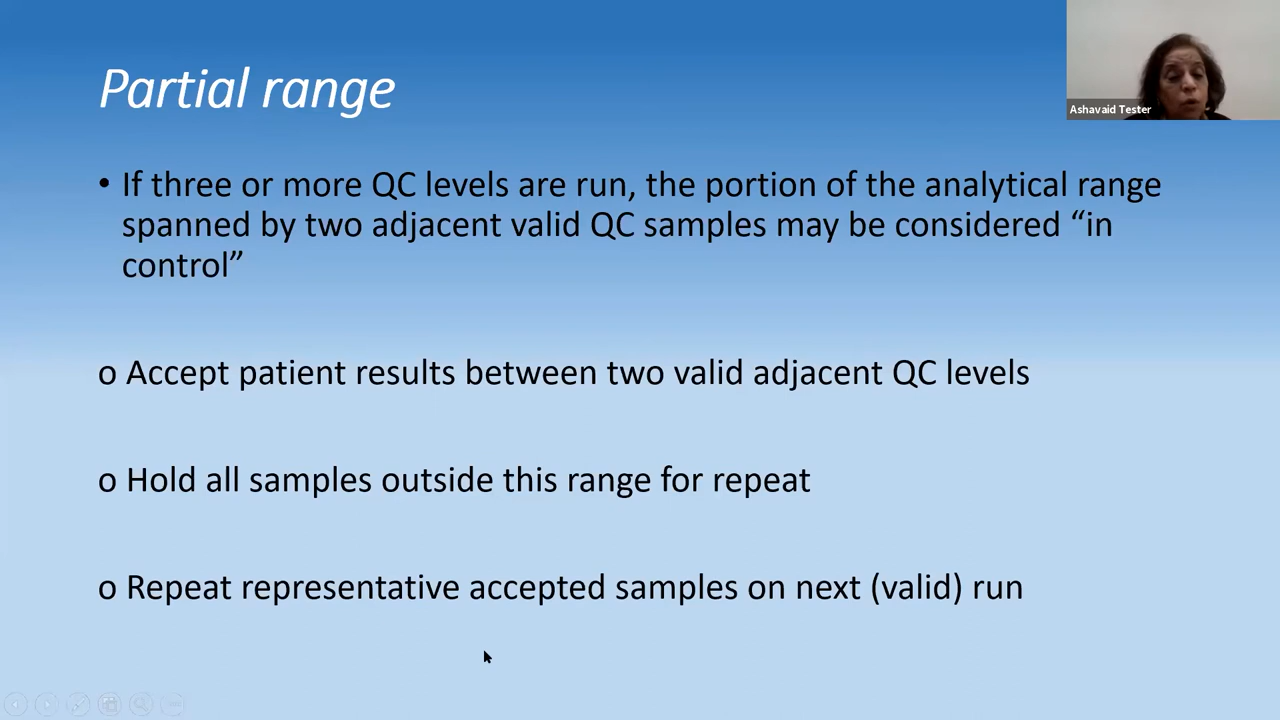 Partial range
Ashavaid Tester
• If three or more QC levels are run, the portion of the analytical range
spanned by two adjacent valid QC samples may be considered “in
control”
o Accept patient results between two valid adjacent QC levels
o Hold all samples outside this range for repeat
o Repeat representative accepted samples on next (valid) run